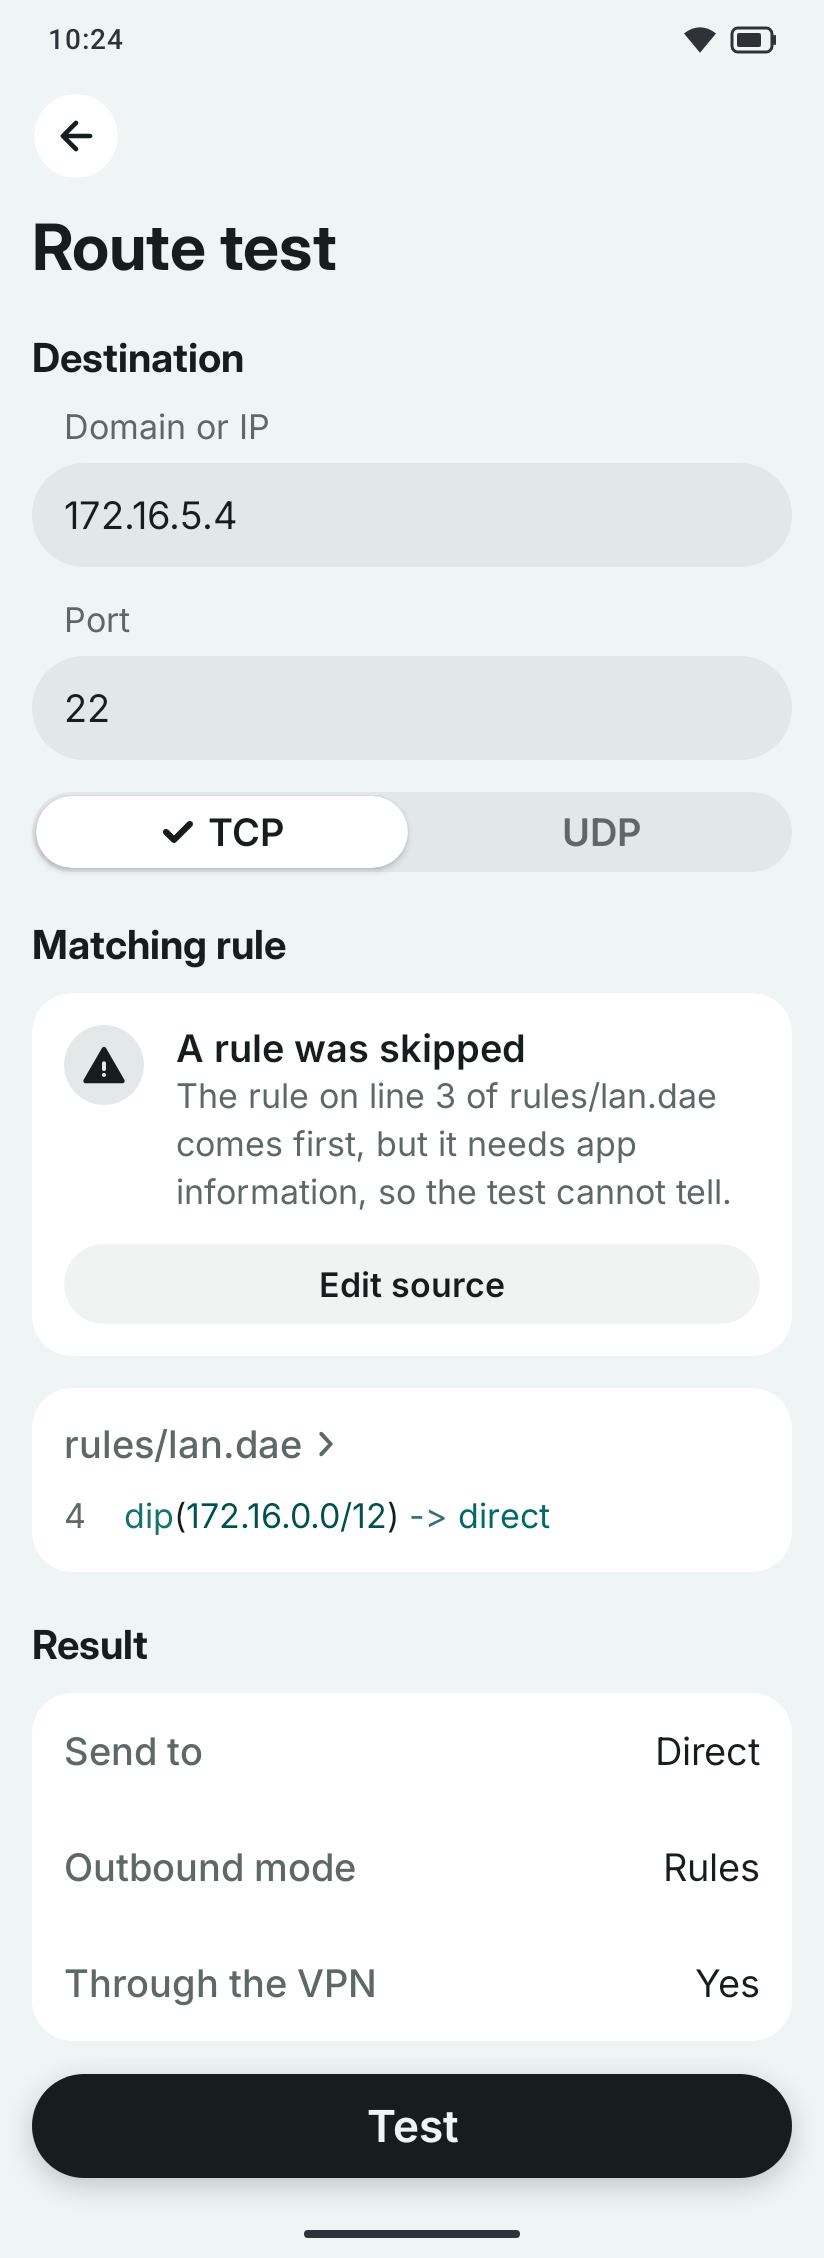 10:24
Route test
Destination
Domain or IP
172.16.5.4
Port
22
TCP
UDP
Matching rule
A rule was skipped
The rule on line 3 of rules/lan.dae
comes first, but it needs app
information, so the test cannot tell.
Edit source
rules/lan.dae
4 dip(172.16.0.0/12) -> direct
Result
Send to Direct
Outbound mode Rules
Through the VPN Yes
Test